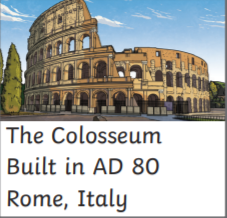 The Colosseum
Built in AD 80
Rome, Italy